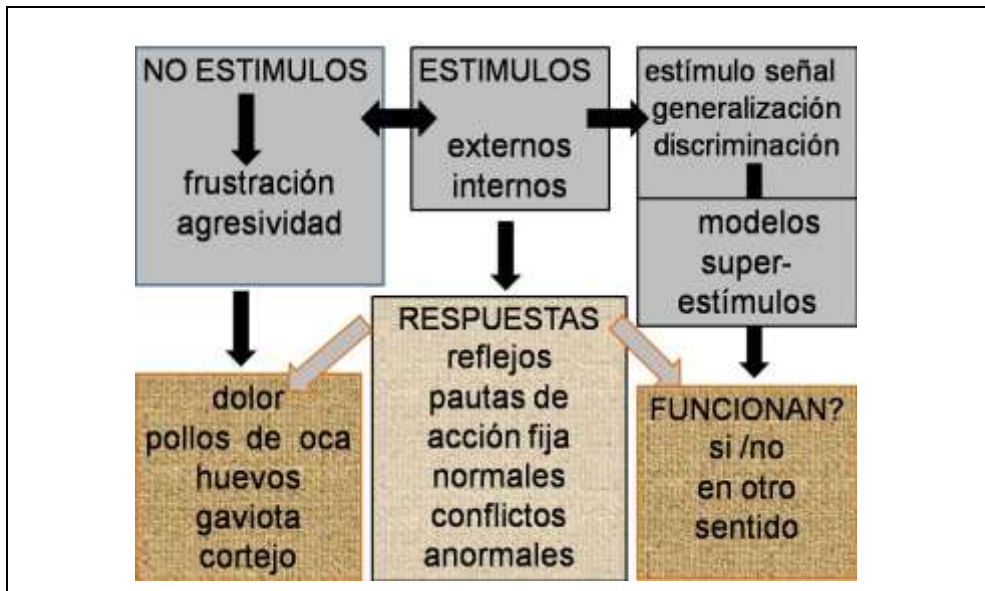 NO ESTIMULOS
frustración
agresividad
ESTIMULOS
externos
internos
estímulo señal
generalización
discriminación
modelos
super-
estímulos
dolor
pollos de oca
huevos
gaviota
cortejo
RESPUESTAS
reflejos
pautas de
acción fija
normales
conflictos
anormales
FUNCIONAN?
si /no
en otro
sentido